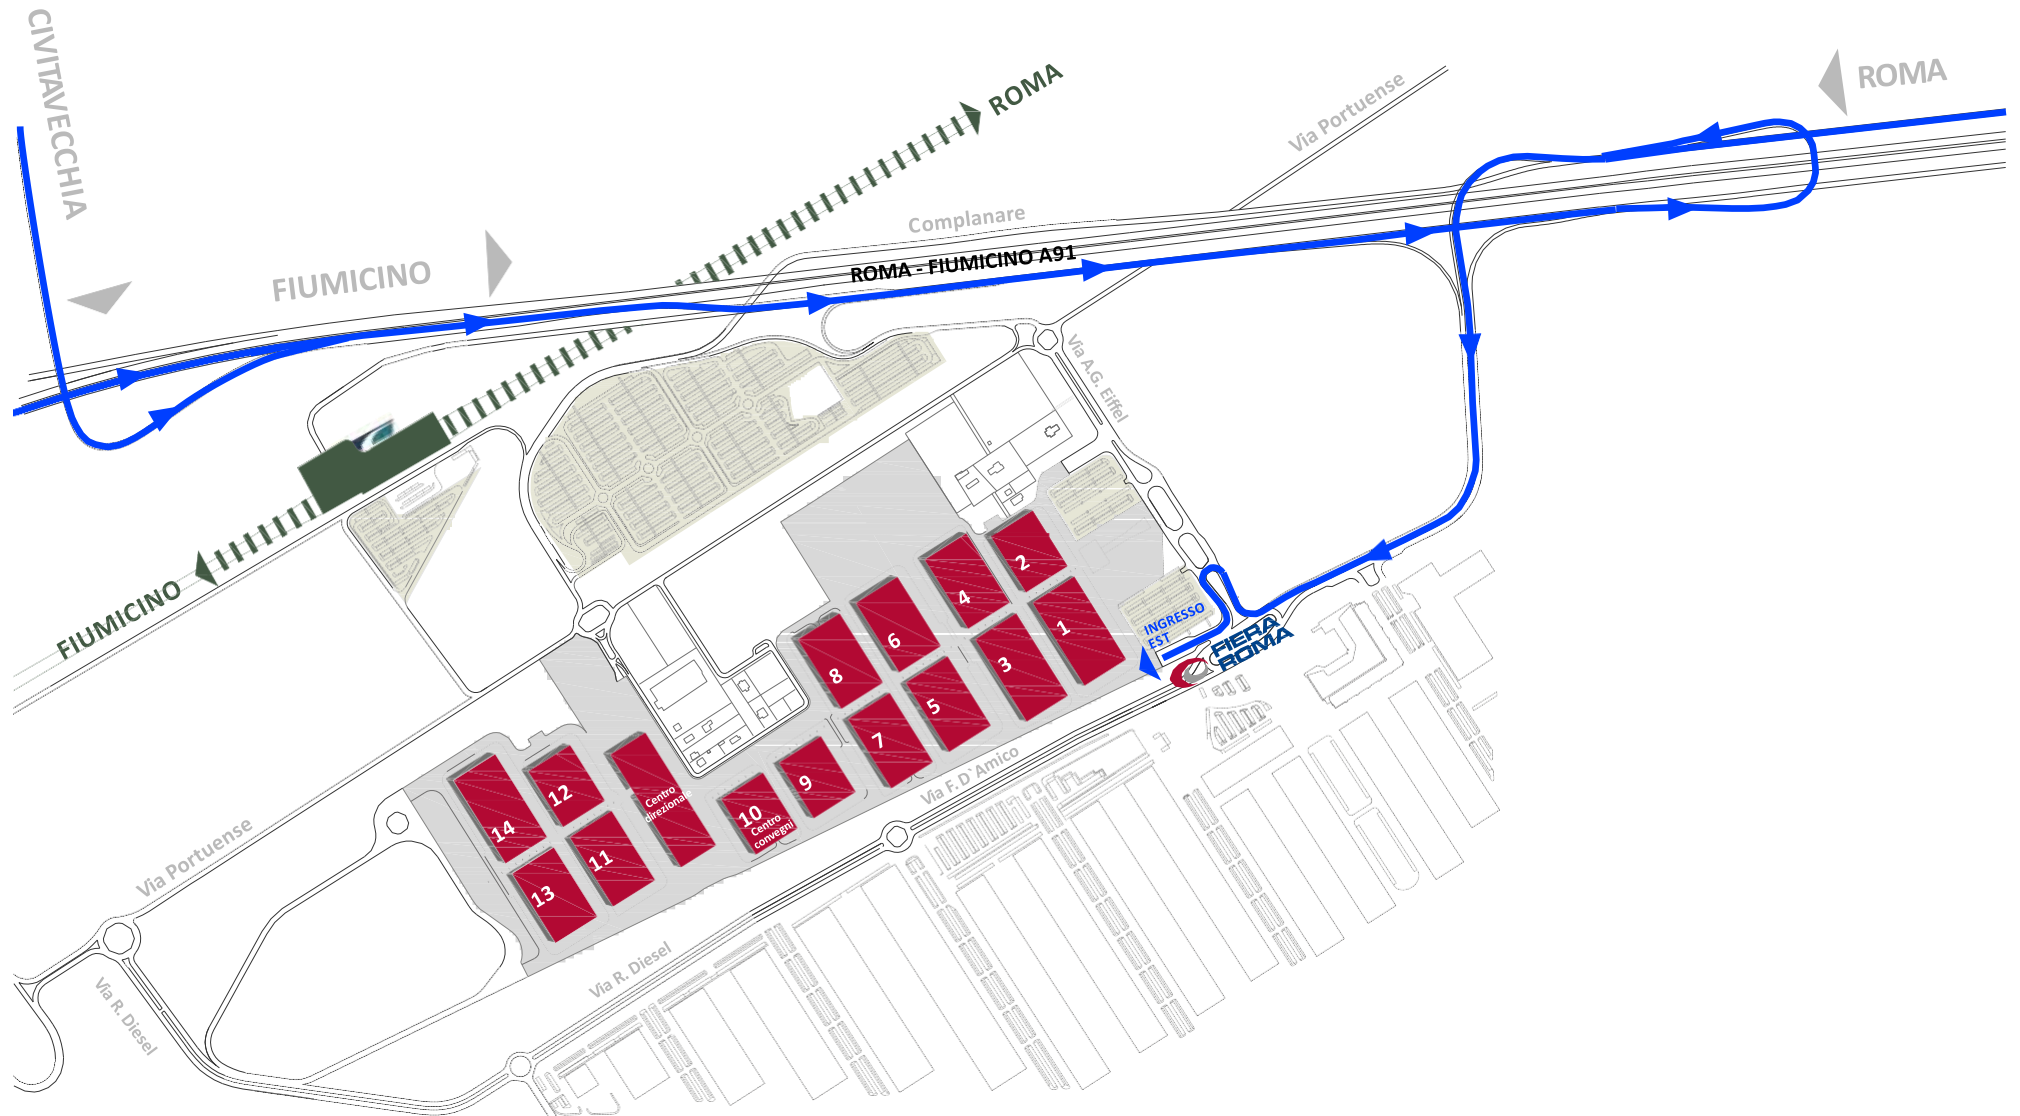 CIVITAVECCHIA
ROMA
ROMA
Via Portuense
Complanare
FIUMICINO
ROMA - FIUMICINO A91
Via A.G. Eiffel
FIUMICINO
2
4
1
6
3
8
5
7
INGRESSO
EST
FIERA
ROMA
9
10
Centro
convegni
Centro
direzionale
12
14
11
13
Via F. D`Amico
Via Portuense
Via R. Diesel
Via R. Diesel